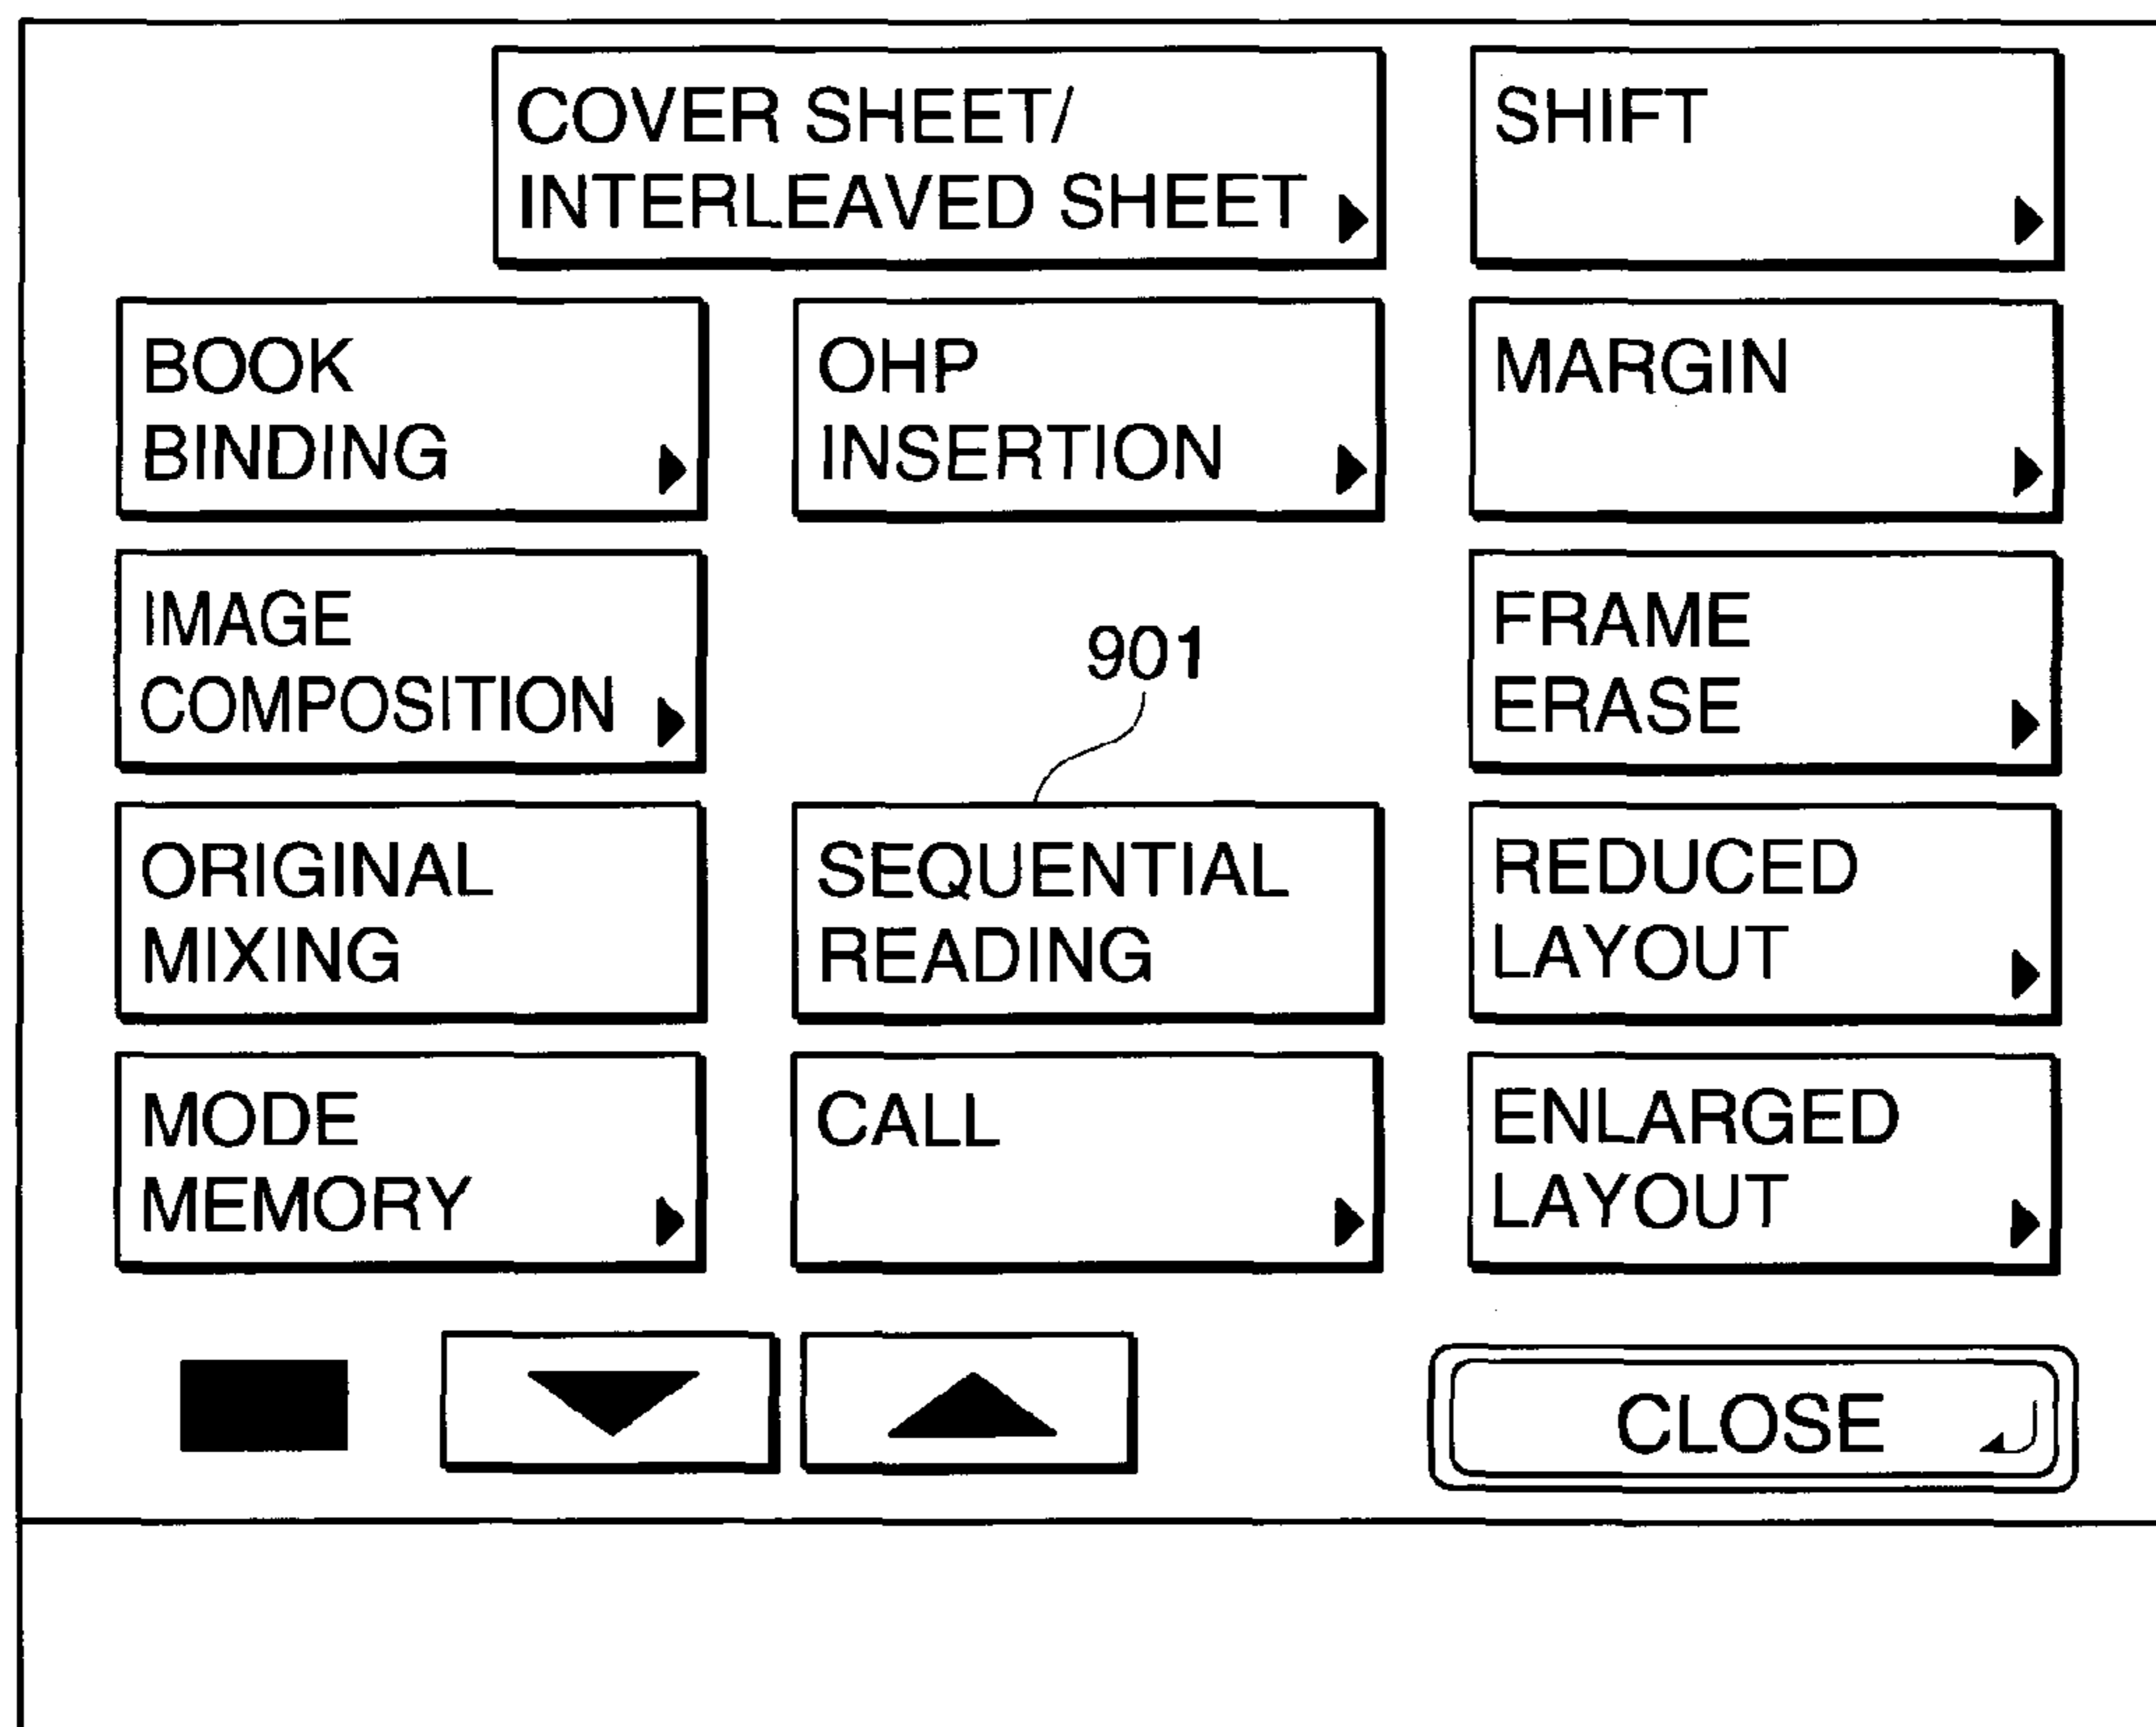 COVER SHEET/
INTERLEAVED SHEET
SHIFT
BOOK
BINDING
OHP
INSERTION
MARGIN
IMAGE
COMPOSITION
901
FRAME
ERASE
ORIGINAL
MIXING
SEQUENTIAL
READING
REDUCED
LAYOUT
MODE
MEMORY
CALL
ENLARGED
LAYOUT
CLOSE